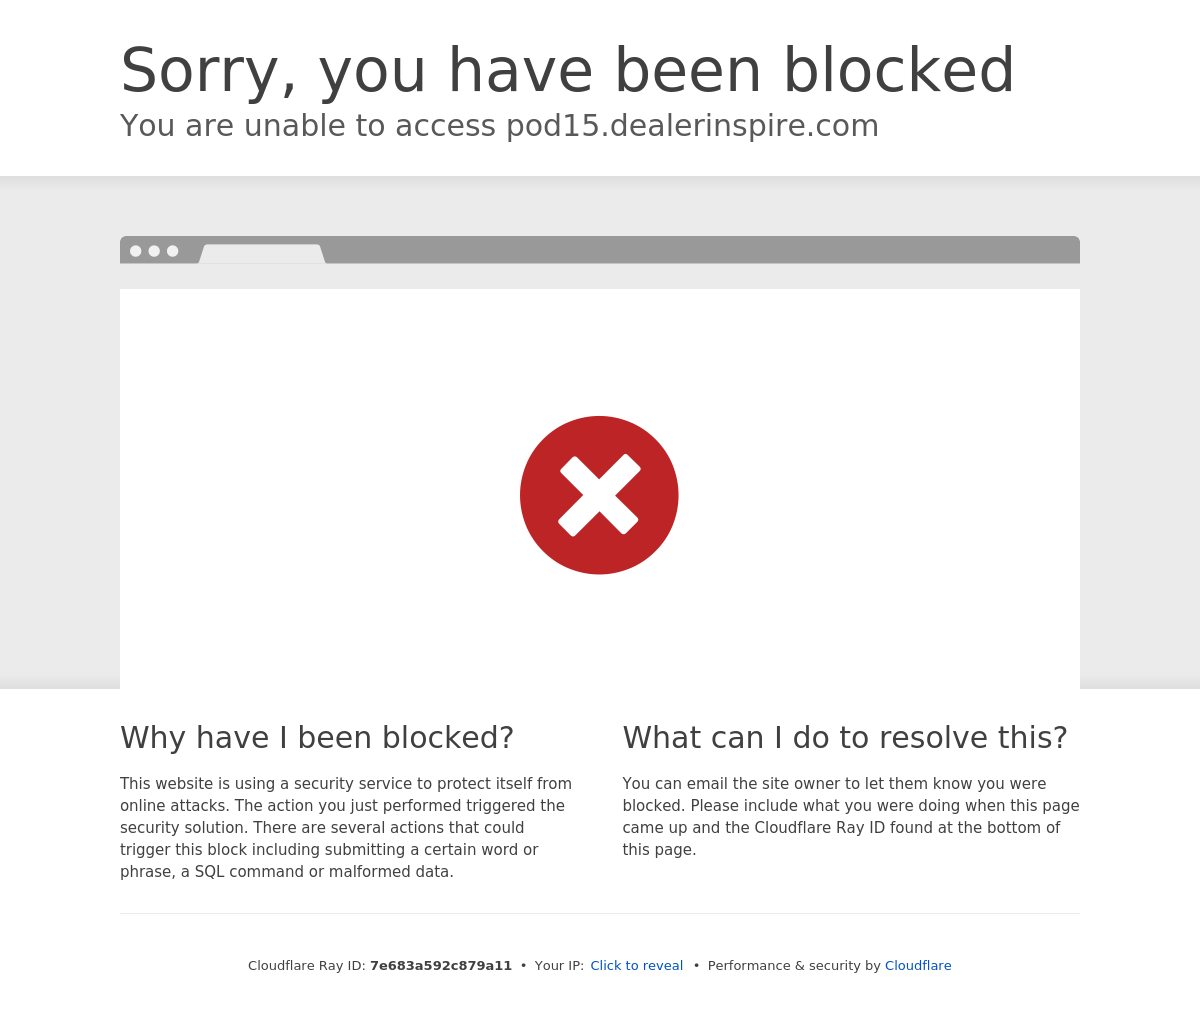 Sorry, you have been blocked
You are unable to access pod15.dealerinspire.com
Why have I been blocked?
This website is using a security service to protect itself from
online attacks. The action you just performed triggered the
security solution. There are several actions that could
trigger this block including submitting a certain word or
phrase, a SQL command or malformed data.
What can I do to resolve this?
You can email the site owner to let them know you were
blocked. Please include what you were doing when this page
came up and the Cloudflare Ray ID found at the bottom of
this page.
Cloudflare Ray ID: 7e683a592c879a11 • Your IP: Click to reveal • Performance & security by Cloudflare